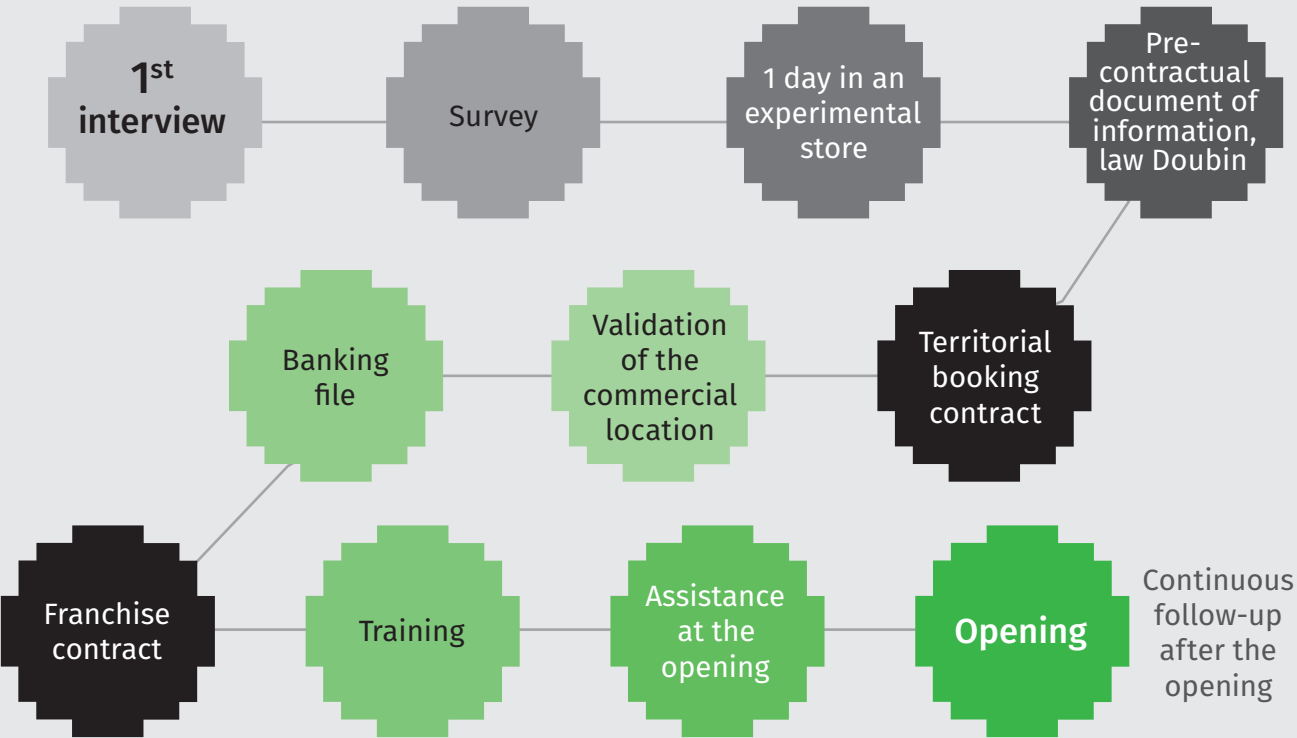 1st
interview
Survey
1 day in an
experimental
store
Pre-
contractual
document of
information,
law Doubin
Territorial
booking
contract
Validation
of the
commercial
location
Banking
file
Franchise
contract
Training
Assistance
at the
opening
Opening
Continuous
follow-up
after the
opening